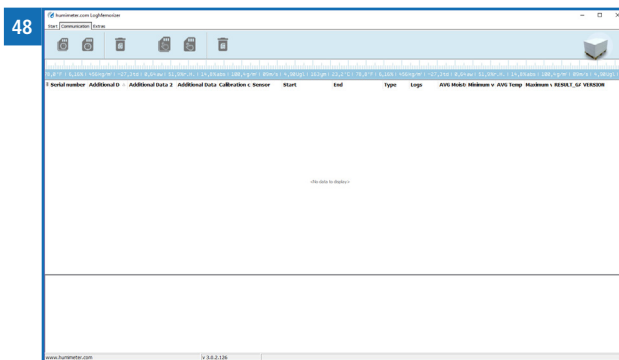 48
humimeter.com LogMemorizer
Start Communication Extras
Serial number Additional D Additional Data 2 Additional Data Calibration c Sensor Start End Type Logs AVG Moist Minimum v AVG Temp Maximum v RESULT_GA VERSION
<No data to display>
www.humimeter.com v 3.0.2.126